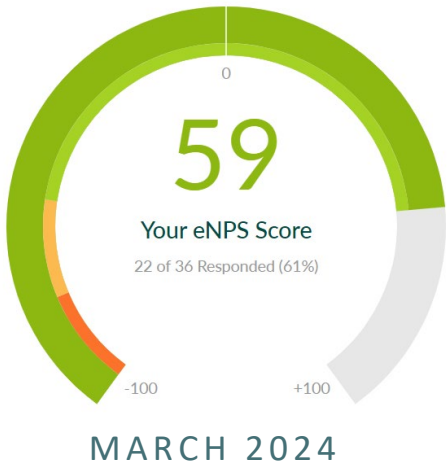 0
59
Your eNPS Score
22 of 36 Responded (61%)
-100 +100
MARCH 2024